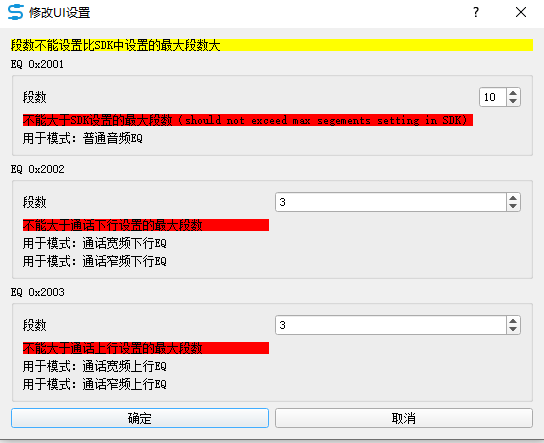 修改UI设置
段数不能设置比SDK中设置的最大段数大
EQ 0x2001
段数
10
不能大于SDK设置的最大段数 (should not exceed max segements setting in SDK)
用于模式：普通音频EQ
EQ 0x2002
段数
3
不能大于通话下行设置的最大段数
用于模式：通话宽频下行EQ
用于模式：通话窄频下行EQ
EQ 0x2003
段数
3
不能大于通话上行设置的最大段数
用于模式：通话宽频上行EQ
用于模式：通话窄频上行EQ
确定
取消